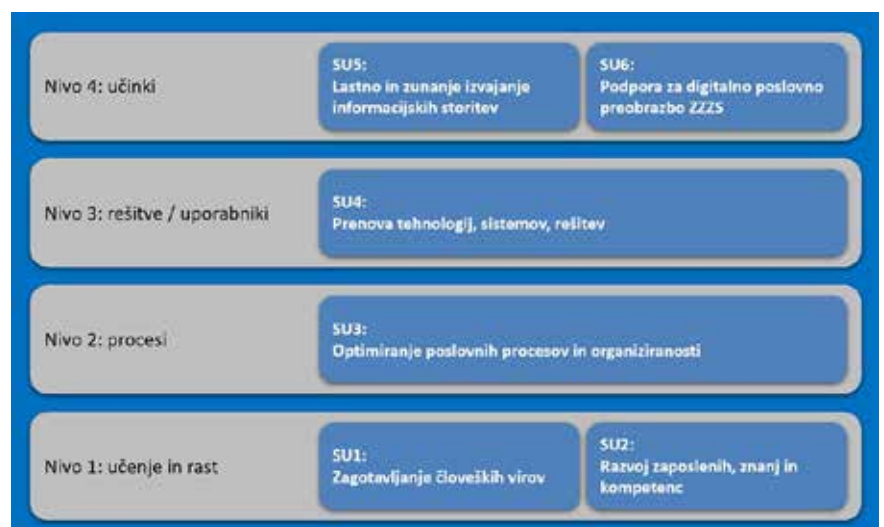 Nivo 4: učinki
SU5:
Lastno in zunanje izvajanje
informacijskih storitev
SU6:
Podpora za digitalno poslovno
preobrazbo ZZZS
Nivo 3: rešitve / uporabniki
SU4:
Prenova tehnologij, sistemov, rešitev
Nivo 2: procesi
SU3:
Optimiranje poslovnih procesov in organiziranosti
Nivo 1: učenje in rast
SU1:
Zagotavljanje človeških virov
SU2:
Razvoj zaposlenih, znanj in
kompetenc